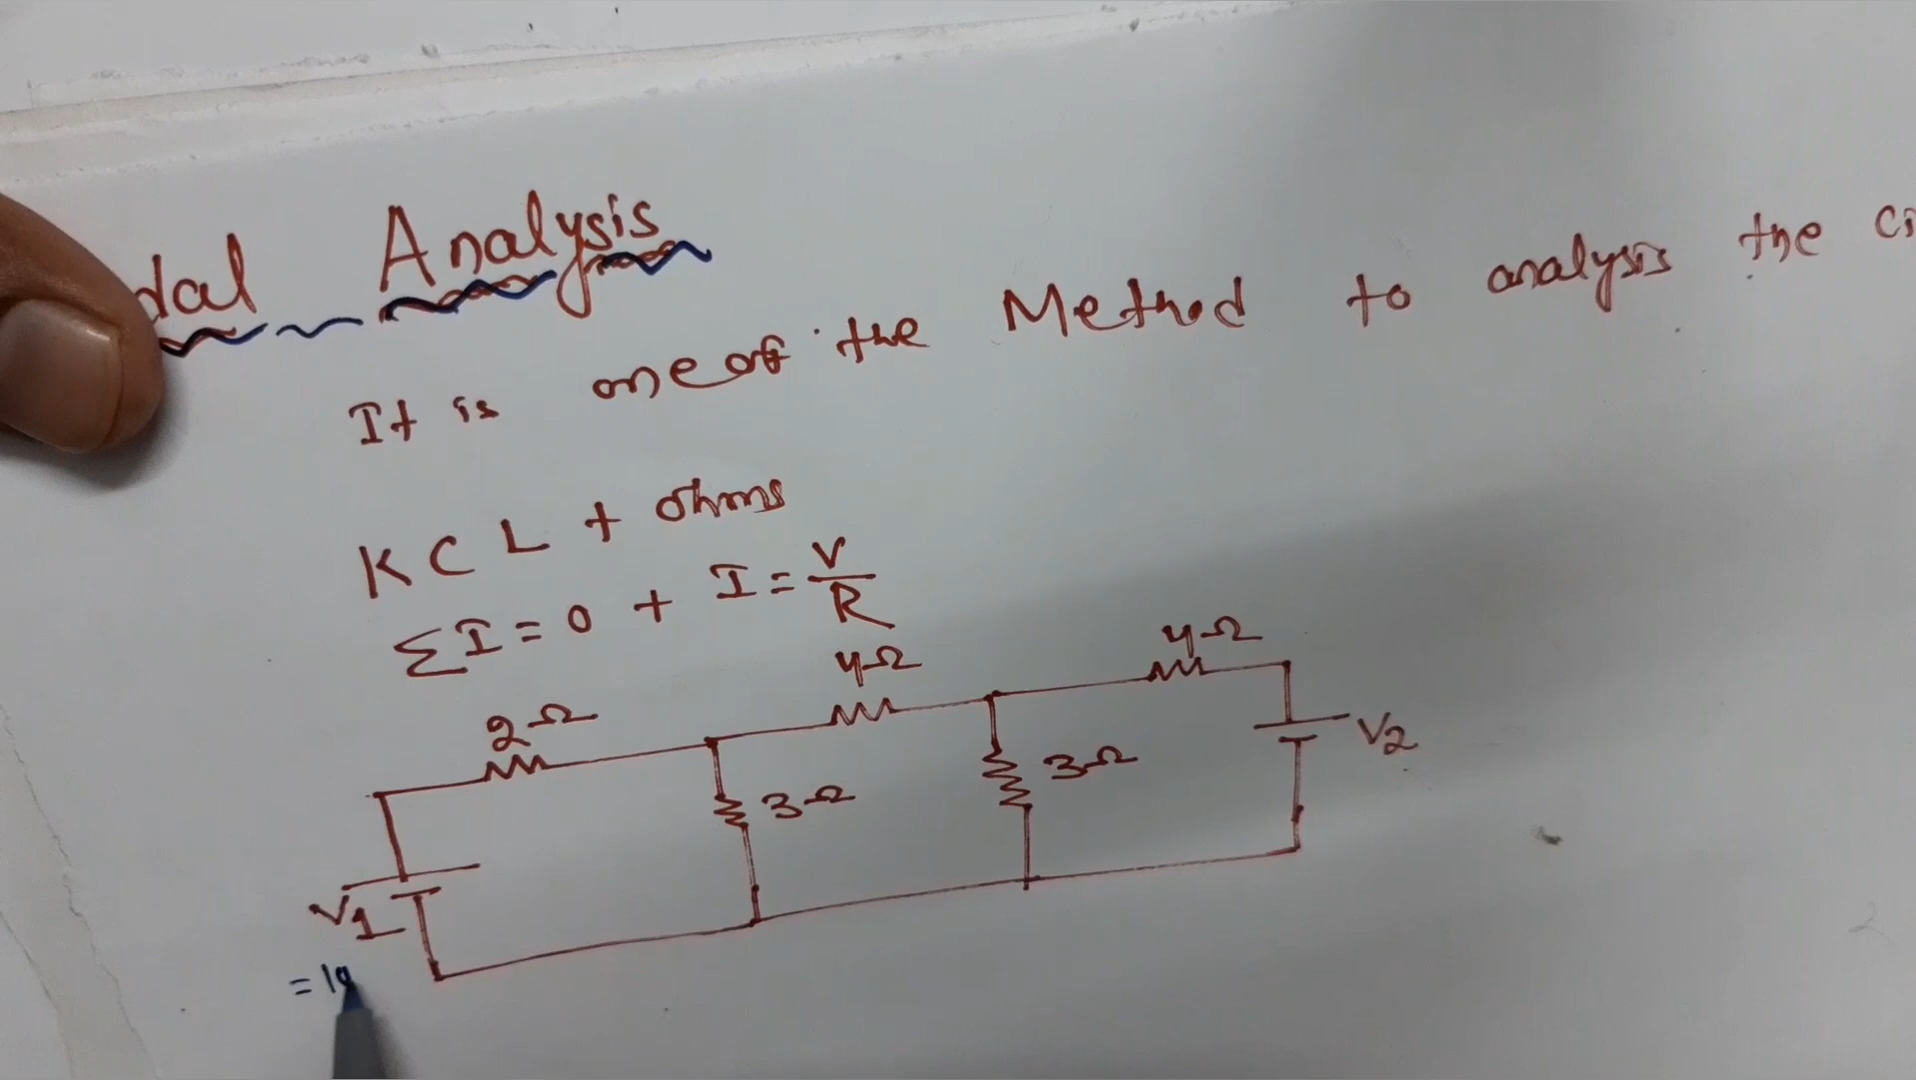 dal Analysis
It is one of the Method to analysis the Ci
KCL + ohms
ΣI = 0 + I = V/R
2Ω 4Ω 4Ω
3Ω 3Ω
V1 V2